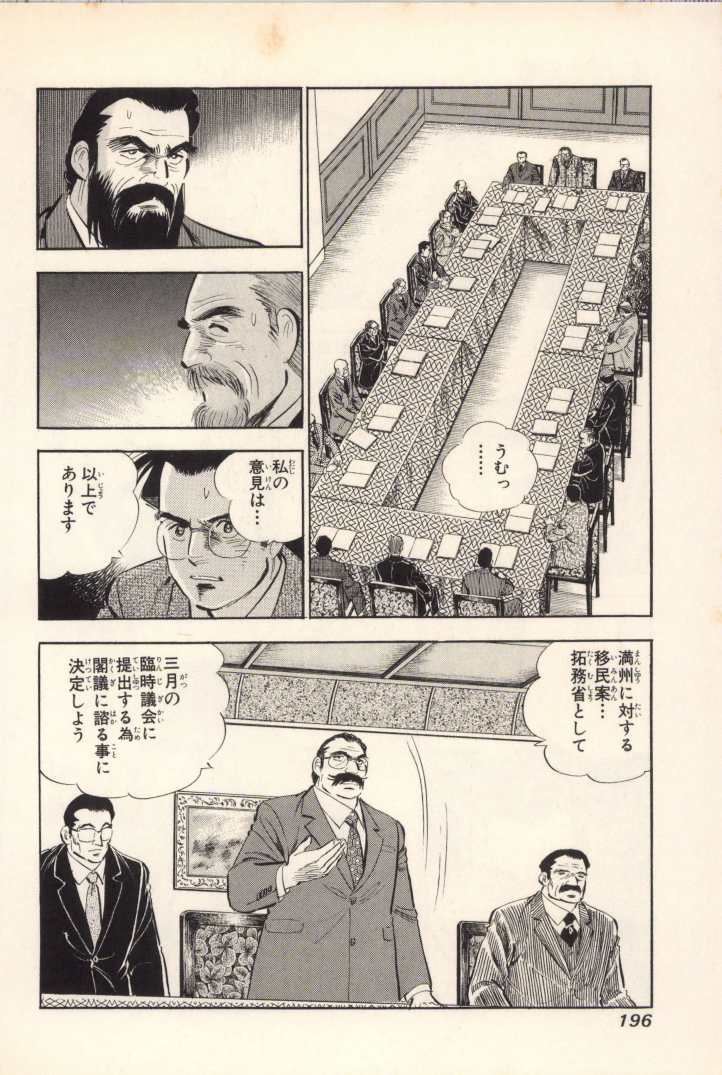 うむっ
……
私の
意見は…
以上で
あります
満州に対する
移民案…
拓務省として
三月の
臨時議会に
提出する為
閣議に諮る事に
決定しよう
196